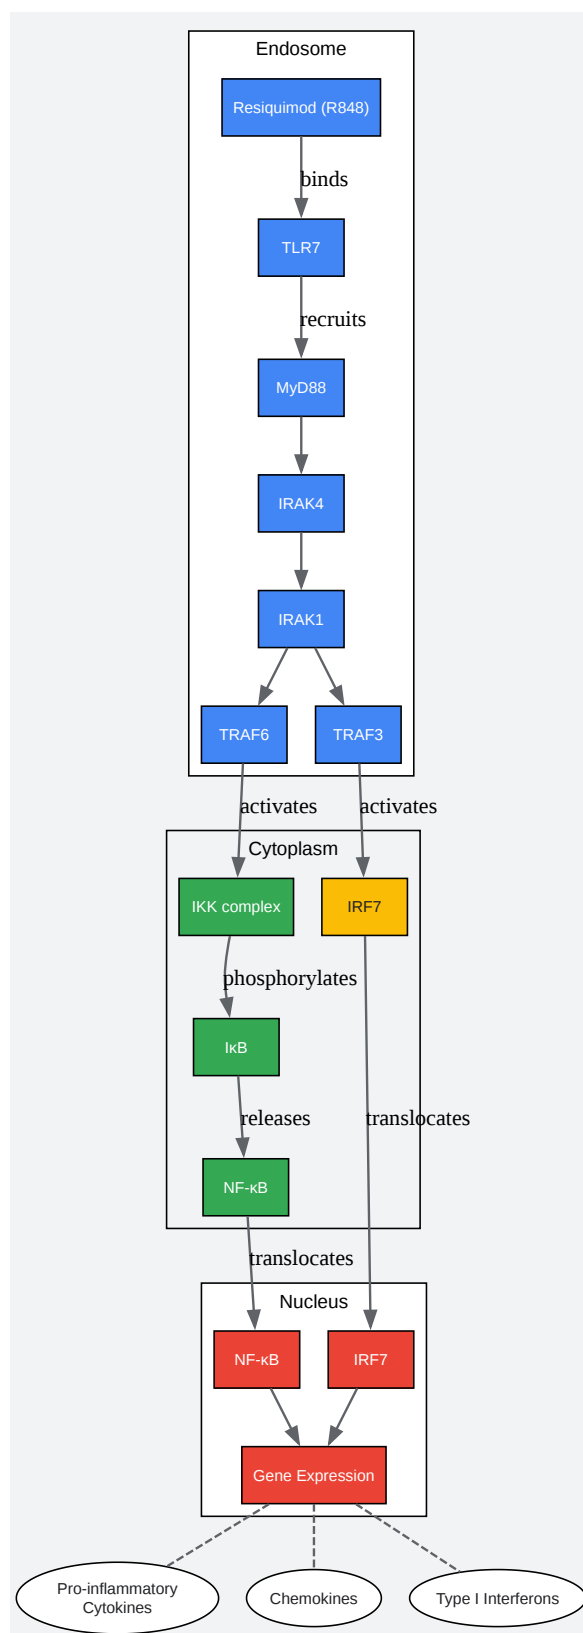 Endosome
Resiquimod (R848)
binds
TLR7
recruits
MyD88
IRAK4
IRAK1
TRAF6
TRAF3
activates
activates
Cytoplasm
IKK complex
IRF7
phosphorylates
IκB
releases
translocates
NF-κB
translocates
Nucleus
NF-κB
IRF7
Gene Expression
Pro-inflammatory
Cytokines
Chemokines
Type I Interferons